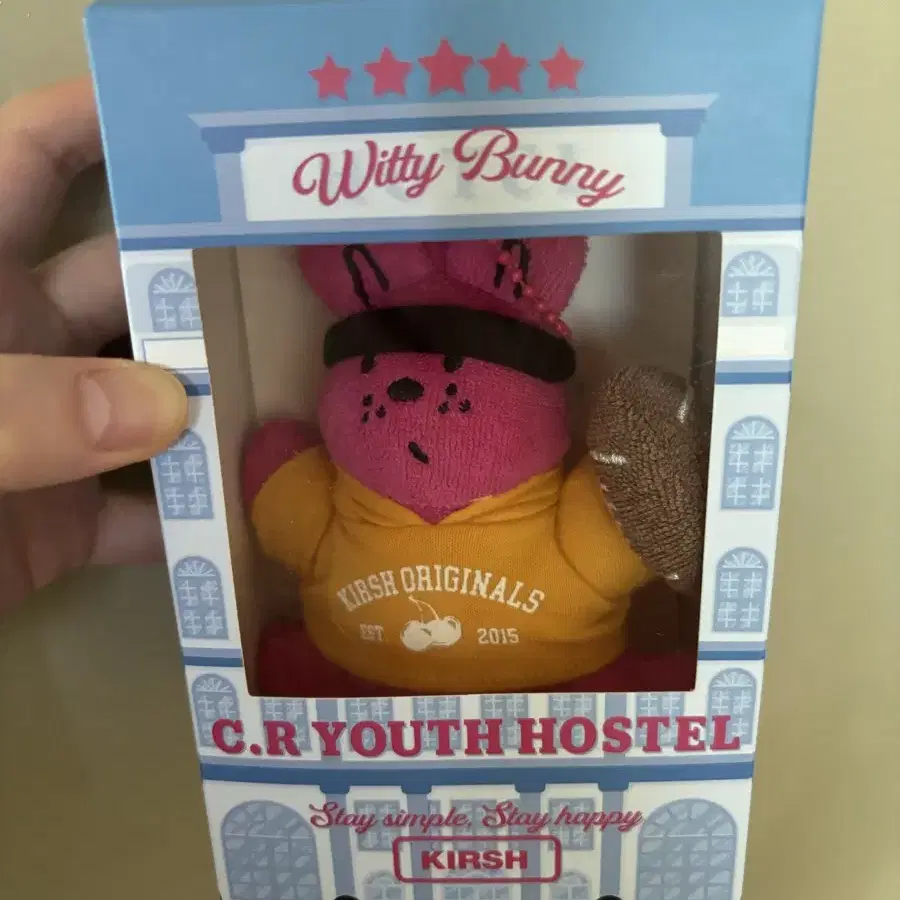 Witty Bunny
KIRSH ORIGINALS
EST 2015
C.R YOUTH HOSTEL
Stay simple, Stay happy
KIRSH